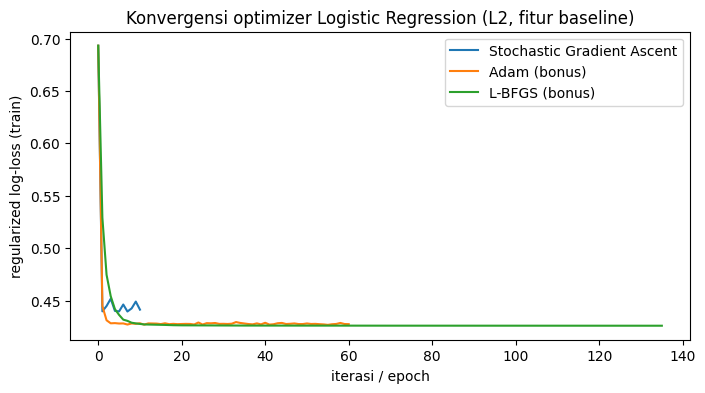 Konvergensi optimizer Logistic Regression (L2, fitur baseline)
regularized log-loss (train)
0.70
0.65
0.60
0.55
0.50
0.45
Stochastic Gradient Ascent
Adam (bonus)
L-BFGS (bonus)
0 20 40 60 80 100 120 140
iterasi / epoch